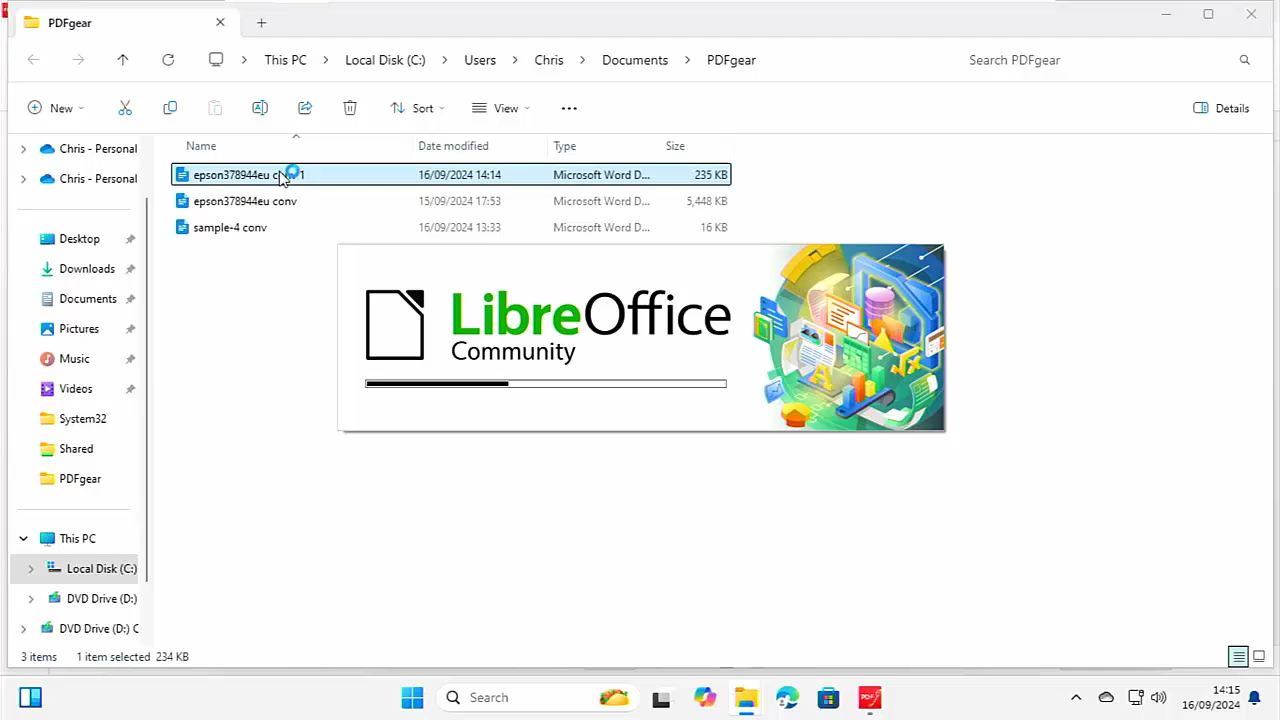 PDFgear
This PC
Local Disk (C:)
Users
Chris
Documents
PDFgear
Search PDFgear
New
Sort
View
Details
Name
Date modified
Type
Size
epson378944eu
16/09/2024 14:14
Microsoft Word D...
235 KB
epson378944eu conv
15/09/2024 17:53
Microsoft Word D...
5,448 KB
sample-4 conv
16/09/2024 13:33
Microsoft Word D...
16 KB
Chris - Personal
Chris - Personal
Desktop
Downloads
Documents
Pictures
Music
Videos
System32
Shared
PDFgear
This PC
Local Disk (C:)
DVD Drive (D:)
DVD Drive (D:) C
LibreOffice
Community
3 items
1 item selected 234 KB
Search
14:15
16/09/2024